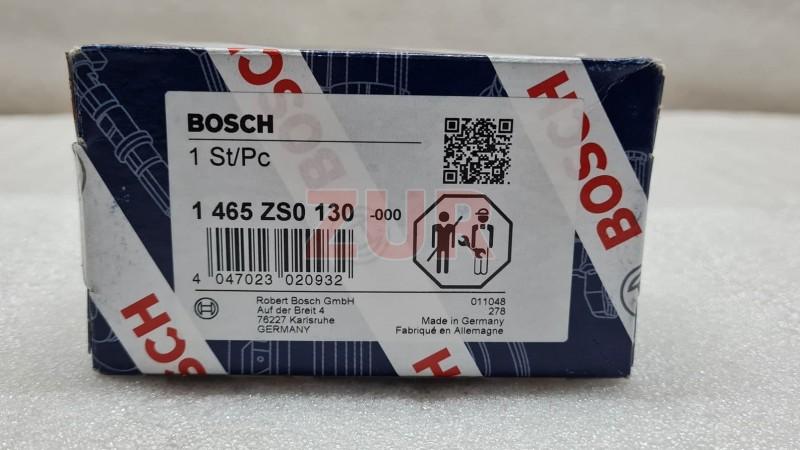 BOSCH
BOSCH
BOSCH
BOSCH
1 St/Pc
1 465 ZS0 130 -000
ZUR
4 047023 020932
Robert Bosch GmbH
Auf der Breit 4
76227 Karlsruhe
GERMANY
011048
278
Made in Germany
Fabriqué en Allemagne
BOSCH
BOSCH